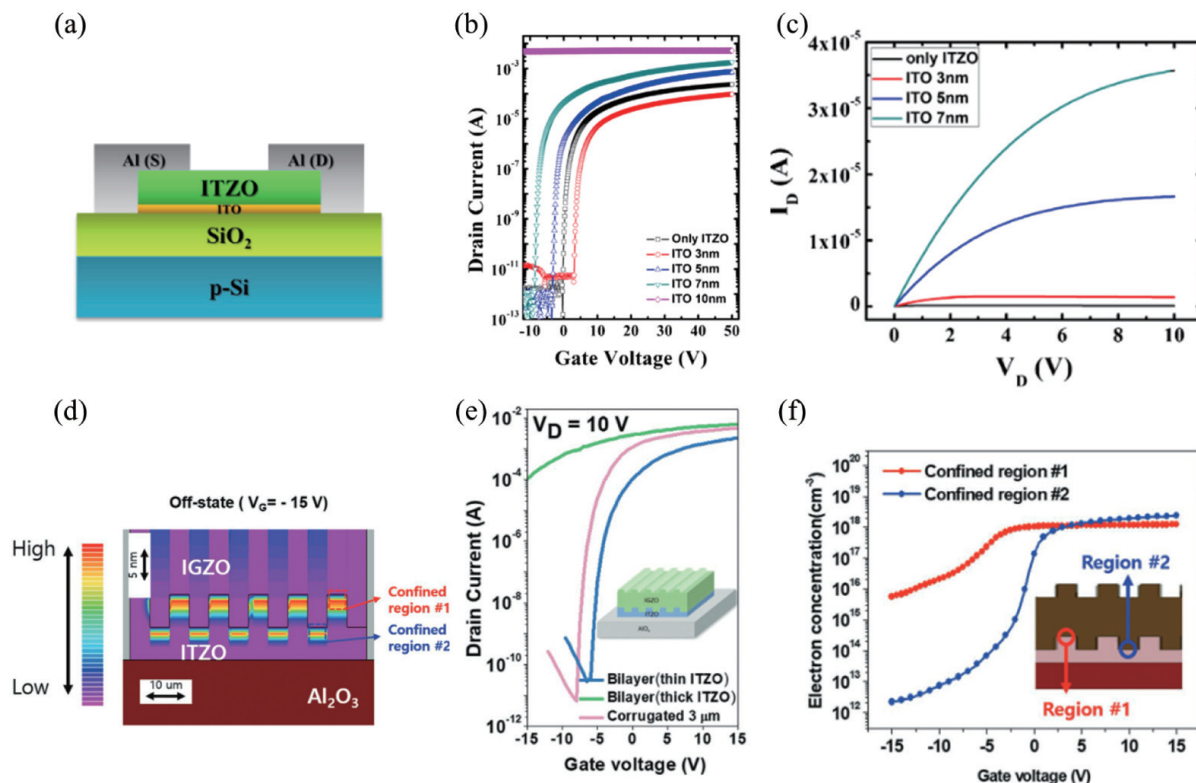 (a)
Al (S)
Al (D)
ITZO
ITO
SiO₂
p-Si
(b)
Drain Current (A)
10⁻³
10⁻⁵
10⁻⁷
10⁻⁹
10⁻¹¹
10⁻¹³
Only ITZO
ITO 3nm
ITO 5nm
ITO 7nm
ITO 10nm
-10 0 10 20 30 40 50
Gate Voltage (V)
(c)
I_D (A)
4x10⁻⁵
3x10⁻⁵
2x10⁻⁵
1x10⁻⁵
0
only ITZO
ITO 3nm
ITO 5nm
ITO 7nm
0 2 4 6 8 10
V_D (V)
(d)
Off-state ( V_G= - 15 V)
High
Low
5 nm
IGZO
Confined
region #1
Confined
region #2
ITZO
10 um
Al₂O₃
(e)
V_D = 10 V
Drain Current (A)
10⁻²
10⁻⁴
10⁻⁶
10⁻⁸
10⁻¹⁰
10⁻¹²
IGZO
ITZO
Bilayer(thin ITZO)
Bilayer(thick ITZO)
Corrugated 3 μm
-15 -10 -5 0 5 10 15
Gate voltage (V)
(f)
Electron concentration(cm⁻³)
10²⁰
10¹⁹
10¹⁸
10¹⁷
10¹⁶
10¹⁵
10¹⁴
10¹³
10¹²
Confined region #1
Confined region #2
Region #2
Region #1
-15 -10 -5 0 5 10 15
Gate voltage (V)